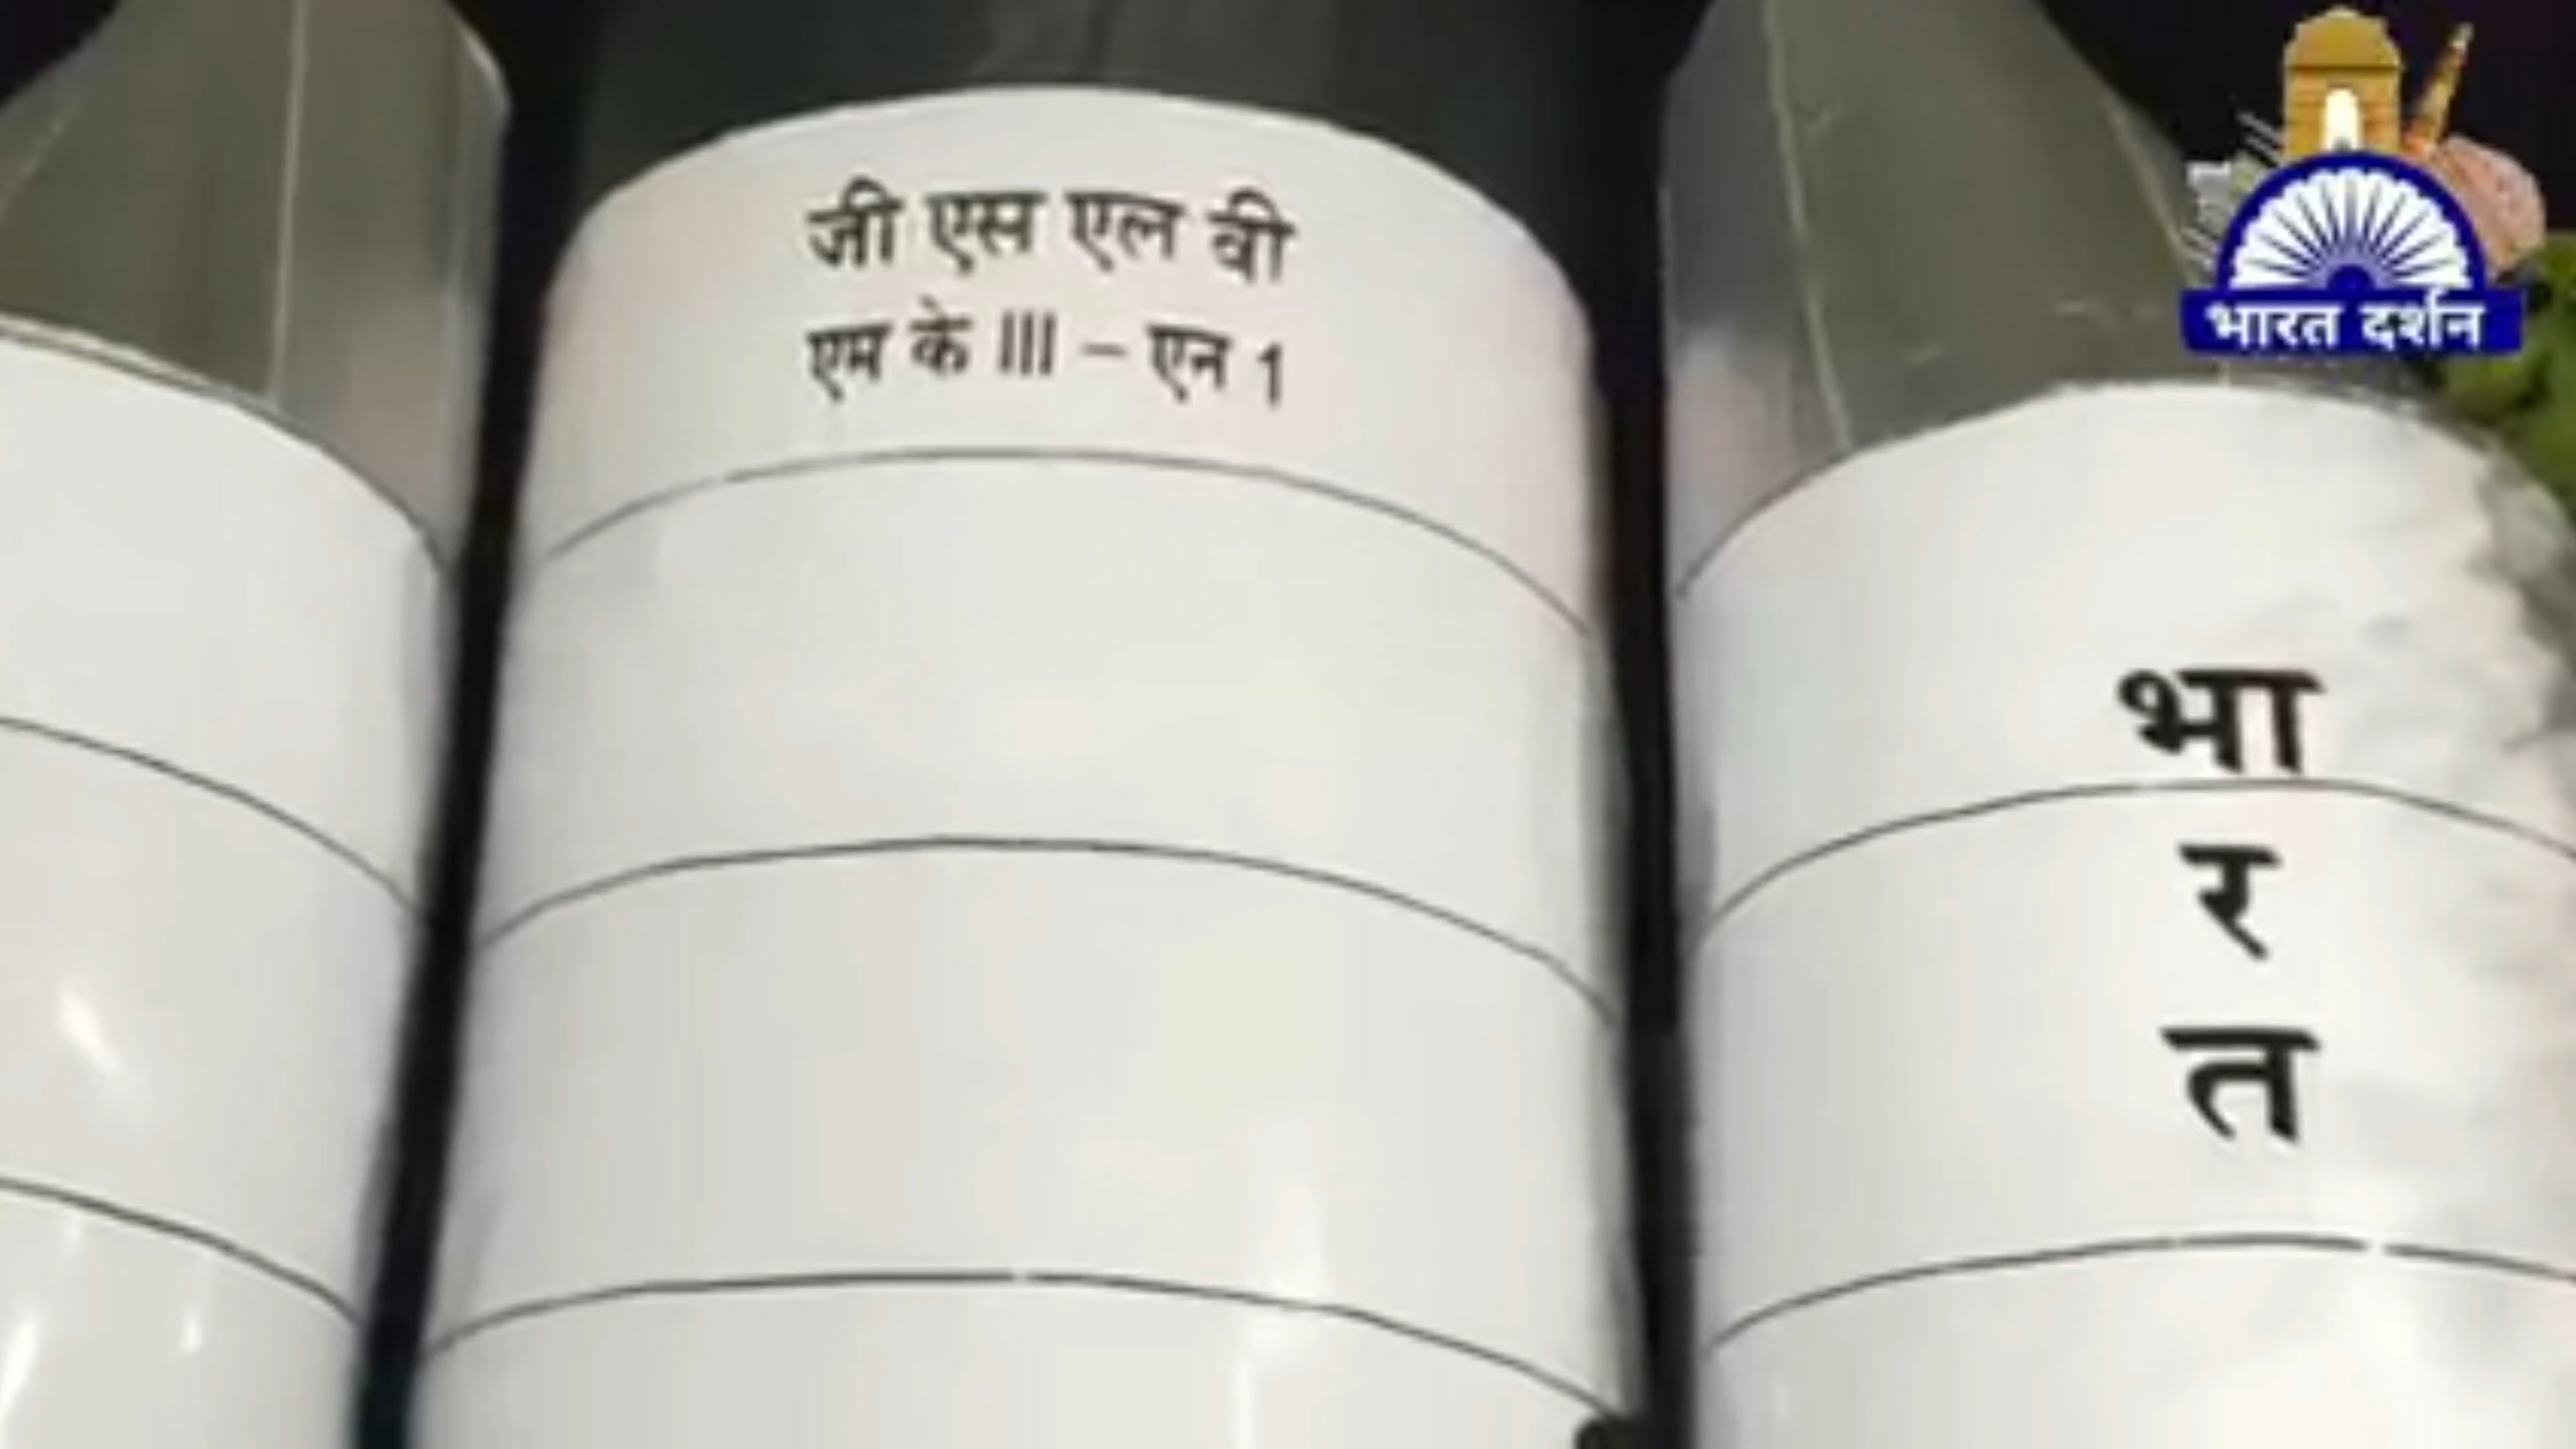 जी एस एल वी
एम के III – एन 1
भा
र
त
भारत दर्शन